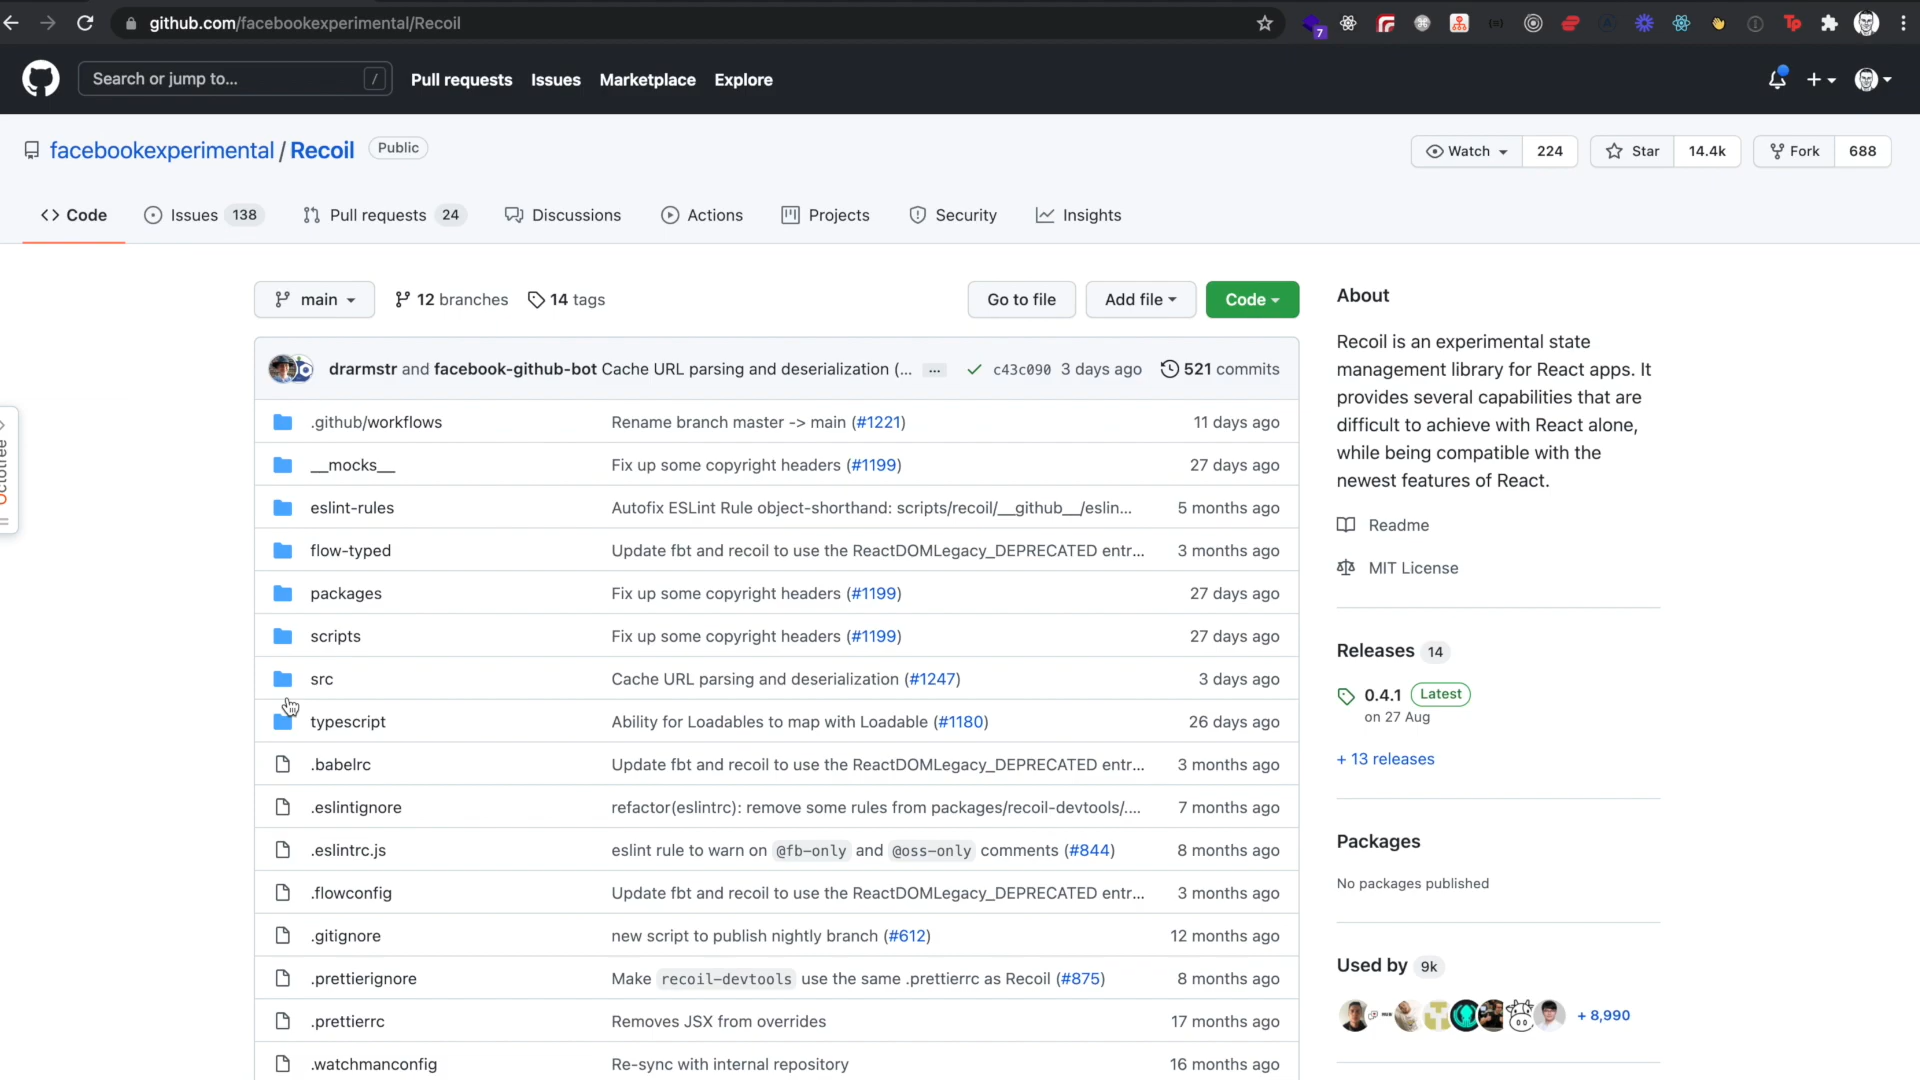 github.com/facebookexperimental/Recoil
7
Tp
Search or jump to...
/
Pull requests
Issues
Marketplace
Explore
facebookexperimental / Recoil
Public
Watch
224
Star
14.4k
Fork
688
Code
Issues 138
Pull requests 24
Discussions
Actions
Projects
Security
Insights
main
12 branches
14 tags
Go to file
Add file
Code
drarmstr and facebook-github-bot Cache URL parsing and deserialization (... ... c43c090 3 days ago 521 commits
.github/workflows Rename branch master -> main (#1221) 11 days ago
__mocks__ Fix up some copyright headers (#1199) 27 days ago
eslint-rules Autofix ESLint Rule object-shorthand: scripts/recoil/__github__/eslin... 5 months ago
flow-typed Update fbt and recoil to use the ReactDOMLegacy_DEPRECATED entr... 3 months ago
packages Fix up some copyright headers (#1199) 27 days ago
scripts Fix up some copyright headers (#1199) 27 days ago
src Cache URL parsing and deserialization (#1247) 3 days ago
typescript Ability for Loadables to map with Loadable (#1180) 26 days ago
.babelrc Update fbt and recoil to use the ReactDOMLegacy_DEPRECATED entr... 3 months ago
.eslintignore refactor(eslintrc): remove some rules from packages/recoil-devtools/.... 7 months ago
.eslintrc.js eslint rule to warn on @fb-only and @oss-only comments (#844) 8 months ago
.flowconfig Update fbt and recoil to use the ReactDOMLegacy_DEPRECATED entr... 3 months ago
.gitignore new script to publish nightly branch (#612) 12 months ago
.prettierignore Make recoil-devtools use the same .prettierrc as Recoil (#875) 8 months ago
.prettierrc Removes JSX from overrides 17 months ago
.watchmanconfig Re-sync with internal repository 16 months ago
Octotree
About
Recoil is an experimental state
management library for React apps. It
provides several capabilities that are
difficult to achieve with React alone,
while being compatible with the
newest features of React.
Readme
MIT License
Releases 14
0.4.1 Latest
on 27 Aug
+ 13 releases
Packages
No packages published
Used by 9k
+ 8,990